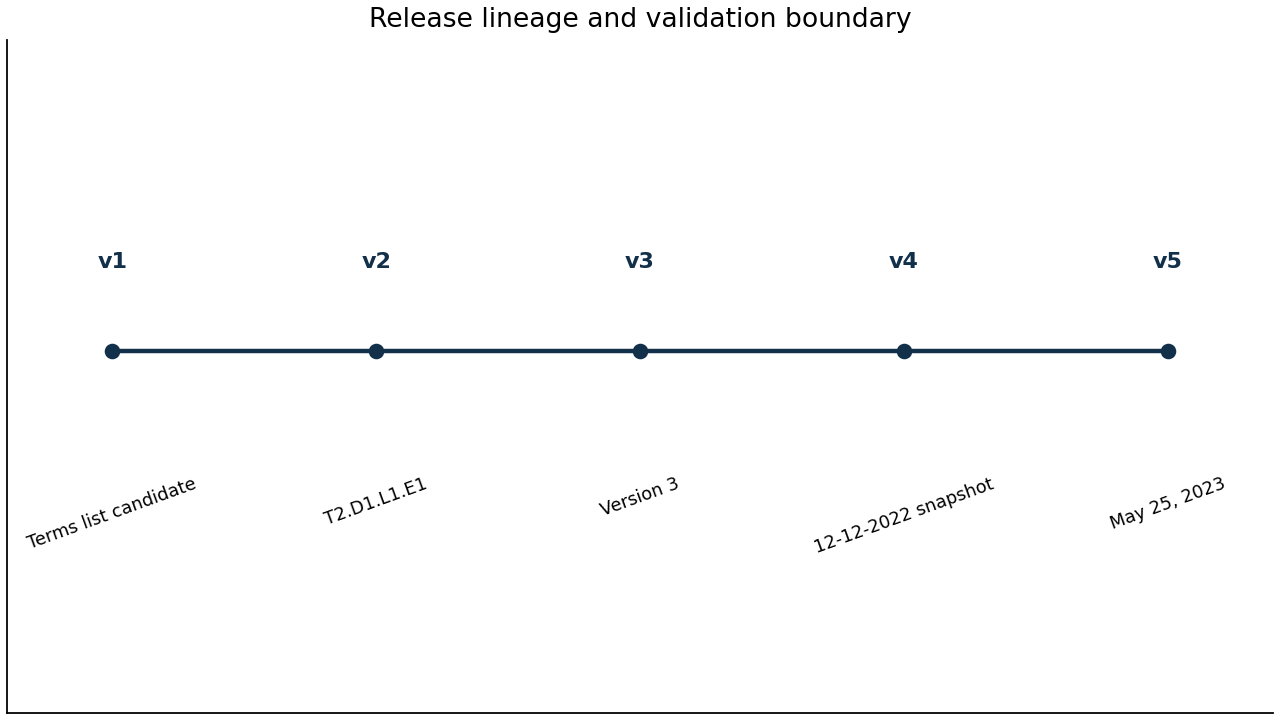 Release lineage and validation boundary
v1
v2
v3
v4
v5
Terms list candidate
T2.D1.L1.E1
Version 3
12-12-2022 snapshot
May 25, 2023